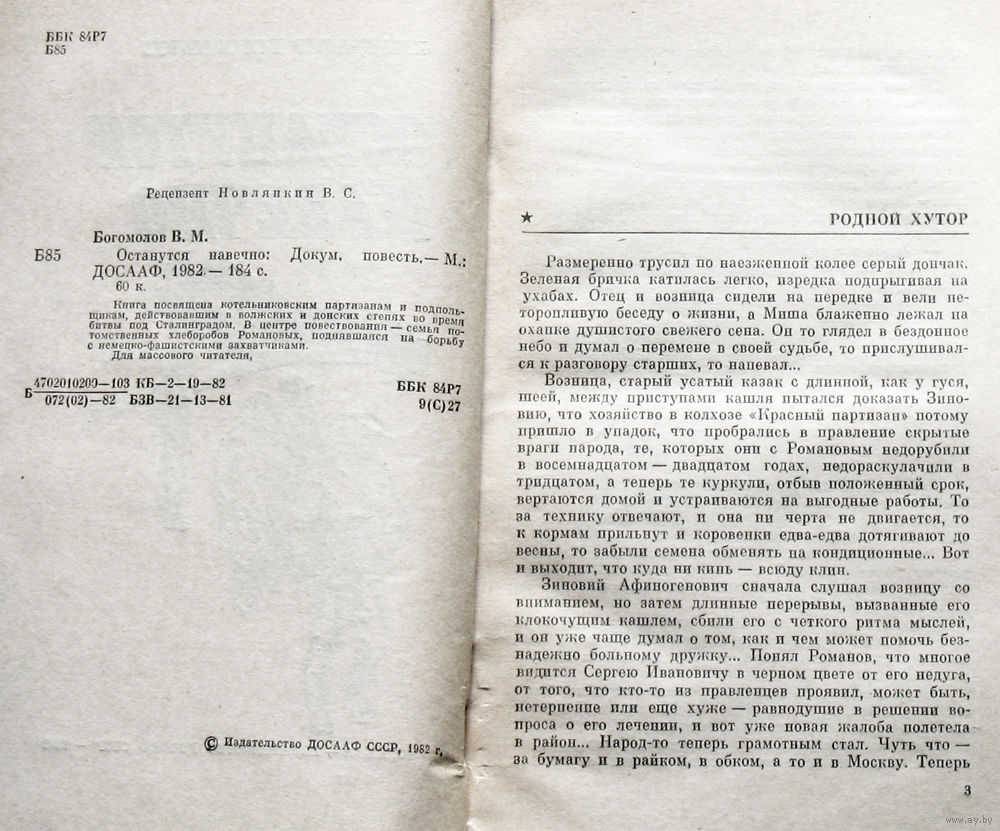 ББК 84Р7
Б85
Рецензент Новлянкин В. С.
Богомолов В. М.
Б85 Останутся навечно: Докум. повесть.— М.:
ДОСААФ, 1982.— 184 с.
60 к.
Книга посвящена котельниковским партизанам и подполь-
щикам, действовавшим в волжских и донских степях во время
битвы под Сталинградом. В центре повествования — семья по-
томственных хлеборобов Романовых, поднявшаяся на борьбу
с немецко-фашистскими захватчиками.
Для массового читателя,
Б 4702010200—103 КБ—2—19—82
072(02)—82 БЗВ—21—13—81
ББК 84Р7
9(С)27
© Издательство ДОСААФ СССР, 1982 г.
★ РОДНОЙ ХУТОР
Размеренно трусил по наезженной колее серый дончак.
Зеленая бричка катилась легко, изредка подпрыгивая на
ухабах. Отец и возница сидели на передке и вели не-
торопливую беседу о жизни, а Миша блаженно лежал на
охапке душистого свежего сена. Он то глядел в бездонное
небо и думал о перемене в своей судьбе, то прислушивал-
ся к разговору старших, то напевал...
Возница, старый усатый казак с длинной, как у гуся,
шеей, между приступами кашля пытался доказать Зино-
вию, что хозяйство в колхозе «Красный партизан» потому
пришло в упадок, что пробрались в правление скрытые
враги народа, те, которых они с Романовым недорубили
в восемнадцатом — двадцатом годах, недораскулачили в
тридцатом, а теперь те куркули, отбыв положенный срок,
вертаются домой и устраиваются на выгодные работы. То
за технику отвечают, и она ни черта не двигается, то
к кормам прильнут и коровенки едва-едва дотягивают до
весны, то забыли семена обменять на кондиционные... Вот
и выходит, что куда ни кинь — всюду клин.
Зиновий Афиногенович сначала слушал возницу со
вниманием, но затем длинные перерывы, вызванные его
клокочущим кашлем, сбили его с четкого ритма мыслей,
и он уже чаще думал о том, как и чем может помочь без-
надежно больному дружку... Понял Романов, что многое
видится Сергею Ивановичу в черном цвете от его недуга,
от того, что кто-то из правленцев проявил, может быть,
нетерпение или еще хуже — равнодушие в решении во-
проса о его лечении, и вот уже новая жалоба полетела
в район... Народ-то теперь грамотным стал. Чуть что —
за бумагу и в райком, в обком, а то и в Москву. Теперь
3
www.ay.by